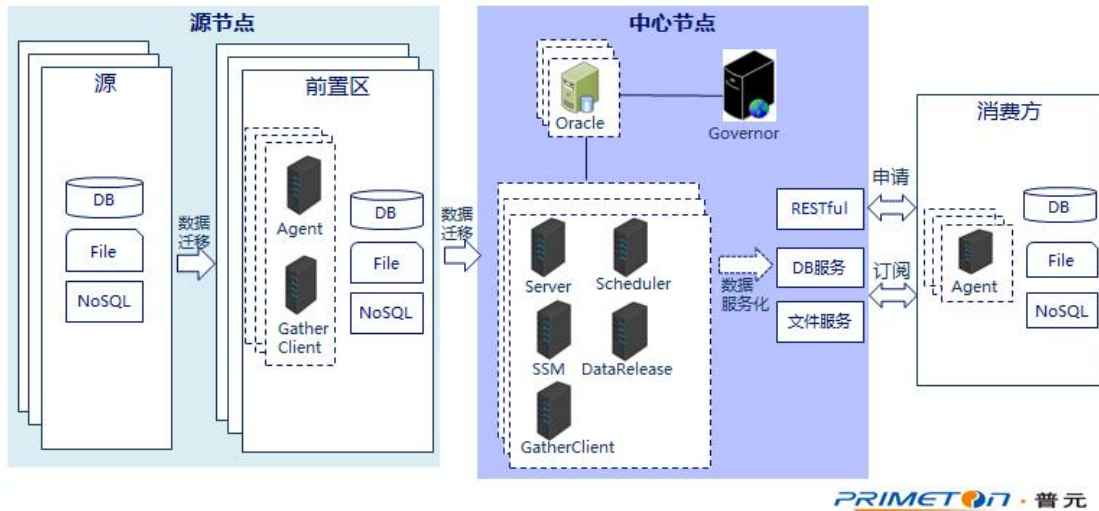 源节点
源
DB
File
NoSQL
数据
迁移
前置区
Agent
Gather
Client
DB
File
NoSQL
数据
迁移
中心节点
Oracle
Governor
Server
Scheduler
SSM
DataRelease
GatherClient
数据
服务化
RESTful
DB服务
文件服务
申请
订阅
消费方
Agent
DB
File
NoSQL
PRIMETON · 普元